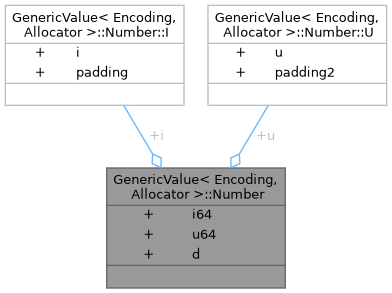 GenericValue< Encoding,
Allocator >::Number::I
+ i
+ padding
GenericValue< Encoding,
Allocator >::Number::U
+ u
+ padding2
+i
+u
GenericValue< Encoding,
Allocator >::Number
+ i64
+ u64
+ d